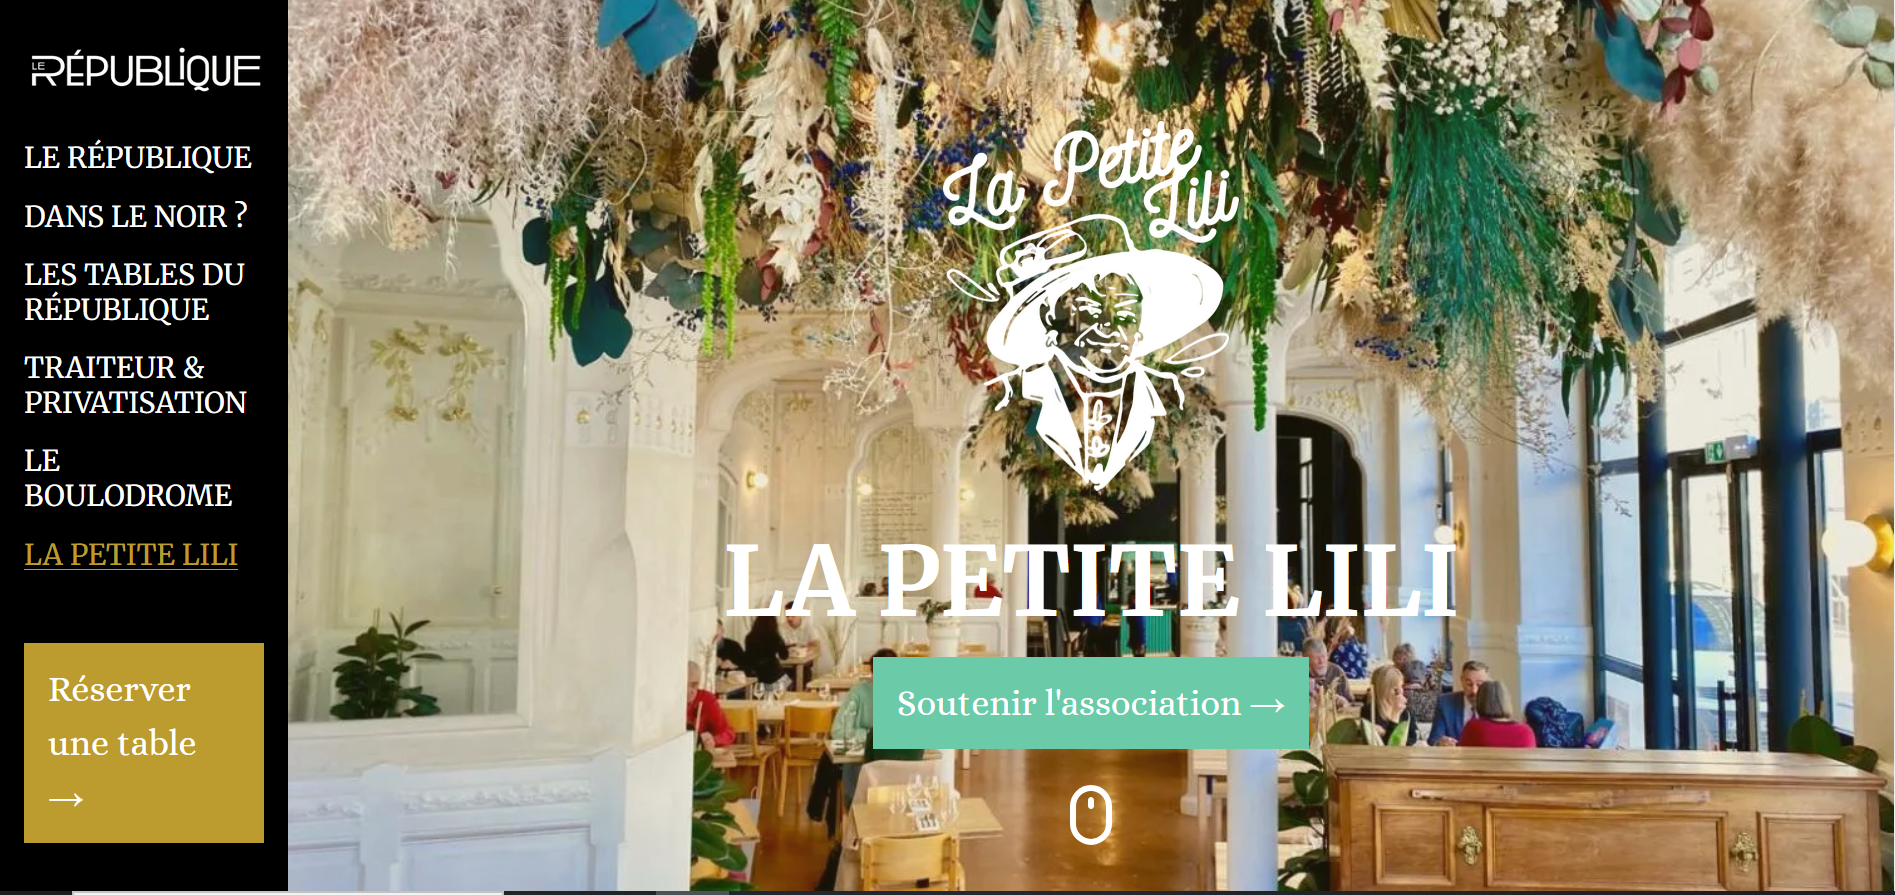 LE RÉPUBLIQUE
LE RÉPUBLIQUE
DANS LE NOIR ?
LES TABLES DU
RÉPUBLIQUE
TRAITEUR &
PRIVATISATION
LE
BOULODROME
LA PETITE LILI
Réserver
une table
→
La Petite
Lili
LA PETITE LILI
Soutenir l'association →